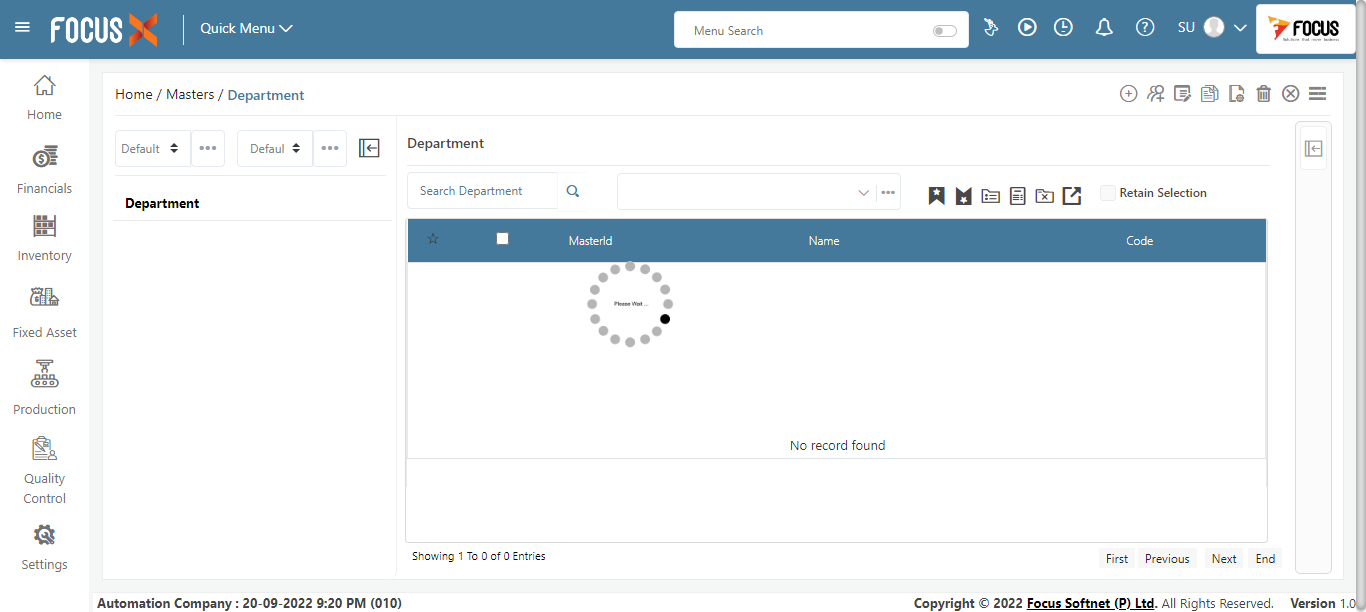 FOCUS X
Quick Menu
Menu Search
SU
FOCUS
Home
Financials
Inventory
Fixed Asset
Production
Quality
Control
Settings
Home / Masters / Department
Default
Defaul
Department
Department
Search Department
Retain Selection
MasterId Name Code
Please Wait ...
No record found
Showing 1 To 0 of 0 Entries
First Previous Next End
Automation Company : 20-09-2022 9:20 PM (010)
Copyright © 2022 Focus Softnet (P) Ltd. All Rights Reserved. Version 1.0